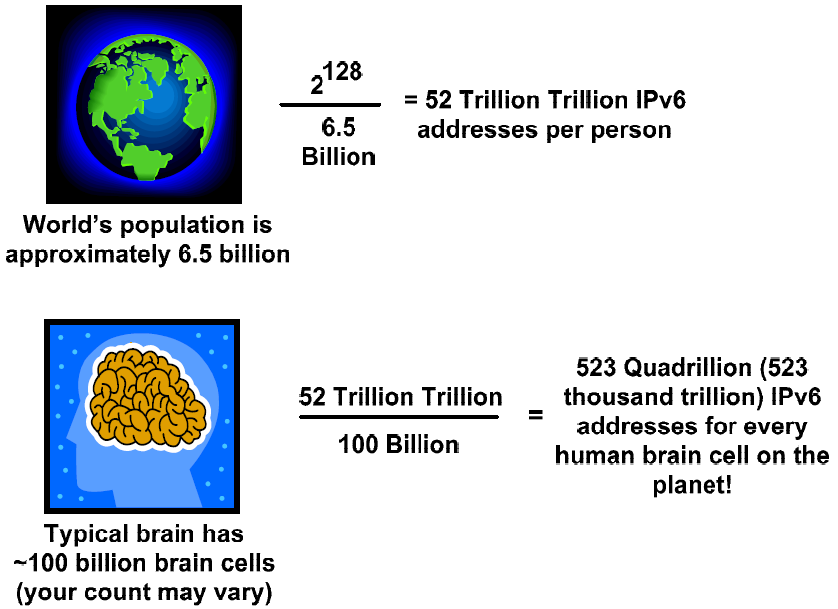 2^128
6.5
Billion
= 52 Trillion Trillion IPv6
addresses per person
World's population is
approximately 6.5 billion
52 Trillion Trillion
100 Billion
=
523 Quadrillion (523
thousand trillion) IPv6
addresses for every
human brain cell on the
planet!
Typical brain has
~100 billion brain cells
(your count may vary)